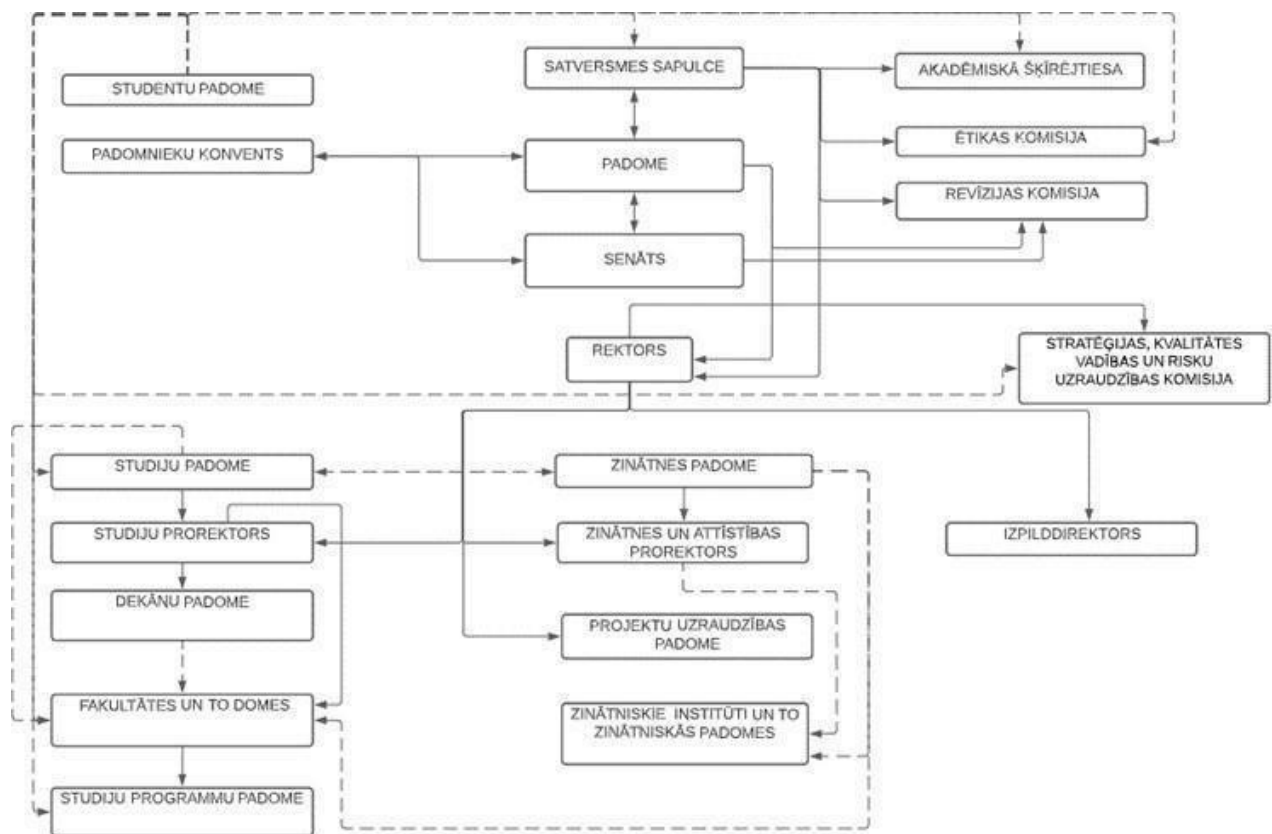 SATVERSMES SAPULCE
AKADĒMISKĀ ŠĶĪRĒJTIESA
STUDENTU PADOME
ĒTIKAS KOMISIJA
PADOMNIEKU KONVENTS
PADOME
REVĪZIJAS KOMISIJA
SENĀTS
REKTORS
STRATĒĢIJAS, KVALITĀTES
VADĪBAS UN RISKU
UZRAUDZĪBAS KOMISIJA
STUDIJU PADOME
ZINĀTNES PADOME
STUDIJU PROREKTORS
ZINĀTNES UN ATTĪSTĪBAS
PROREKTORS
IZPILDDIREKTORS
DEKĀNU PADOME
PROJEKTU UZRAUDZĪBAS
PADOME
FAKULTĀTES UN TO DOMES
ZINĀTNISKIE INSTITŪTI UN TO
ZINĀTNISKĀS PADOMES
STUDIJU PROGRAMMU PADOME